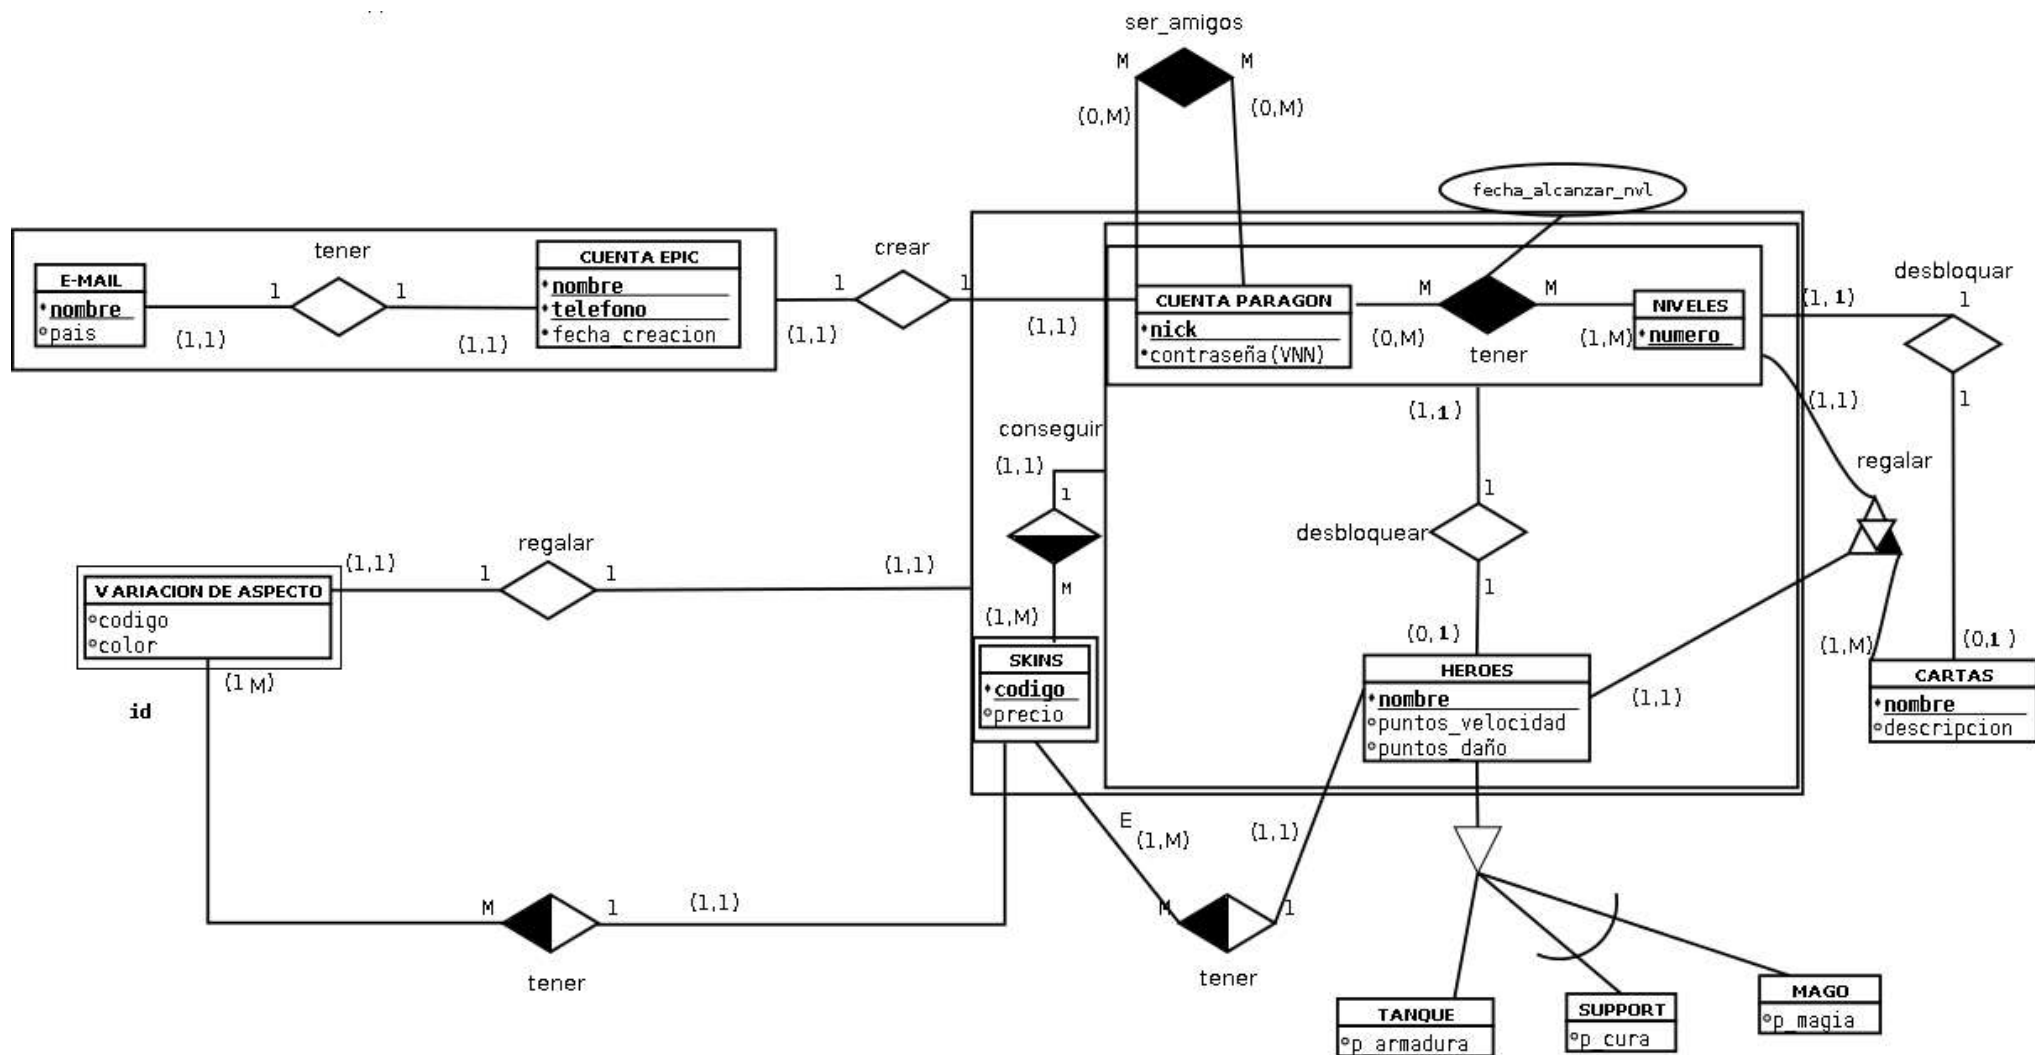 ser_amigos
M
M
(0,M)
(0,M)
fecha_alcanzar_nvl
tener
crear
desbloquar
E-MAIL
nombre
pais
1
1
(1,1)
(1,1)
CUENTA EPIC
nombre
telefono
fecha_creacion
1
1
(1,1)
(1,1)
CUENTA PARAGON
nick
contraseña(VNN)
M
M
(0,M)
(1,M)
tener
NIVELES
numero
(1,1)
1
1
(1,1)
(1,1)
conseguir
(1,1)
1
M
(1,M)
regalar
desbloquear
1
1
(0,1)
regalar
(1,1)
1
1
(1,1)
VARIACION DE ASPECTO
codigo
color
(1 M)
id
SKINS
codigo
precio
HEROES
nombre
puntos_velocidad
puntos_daño
(1,1)
(1,M)
(0,1)
CARTAS
nombre
descripcion
E
(1,M)
(1,1)
M
1
(1,1)
tener
M
1
tener
TANQUE
p_armadura
SUPPORT
p_cura
MAGO
p_magia